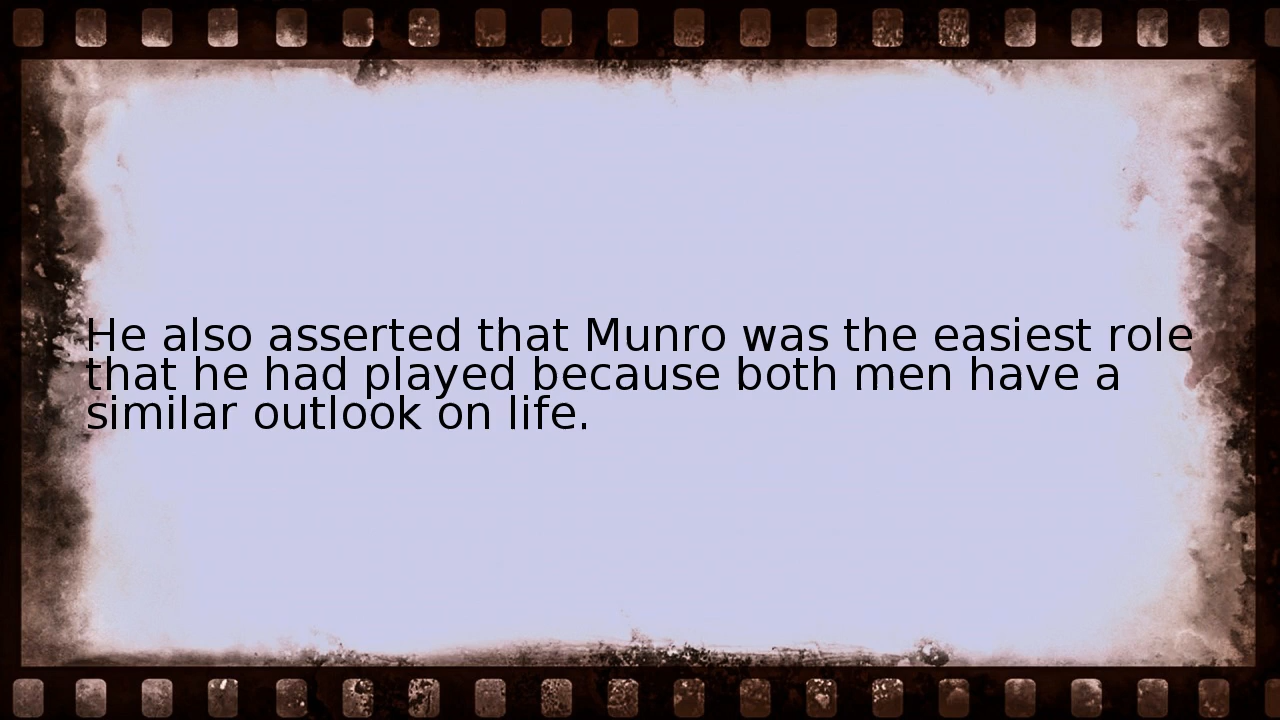 He also asserted that Munro was the easiest role
that he had played because both men have a
similar outlook on life.